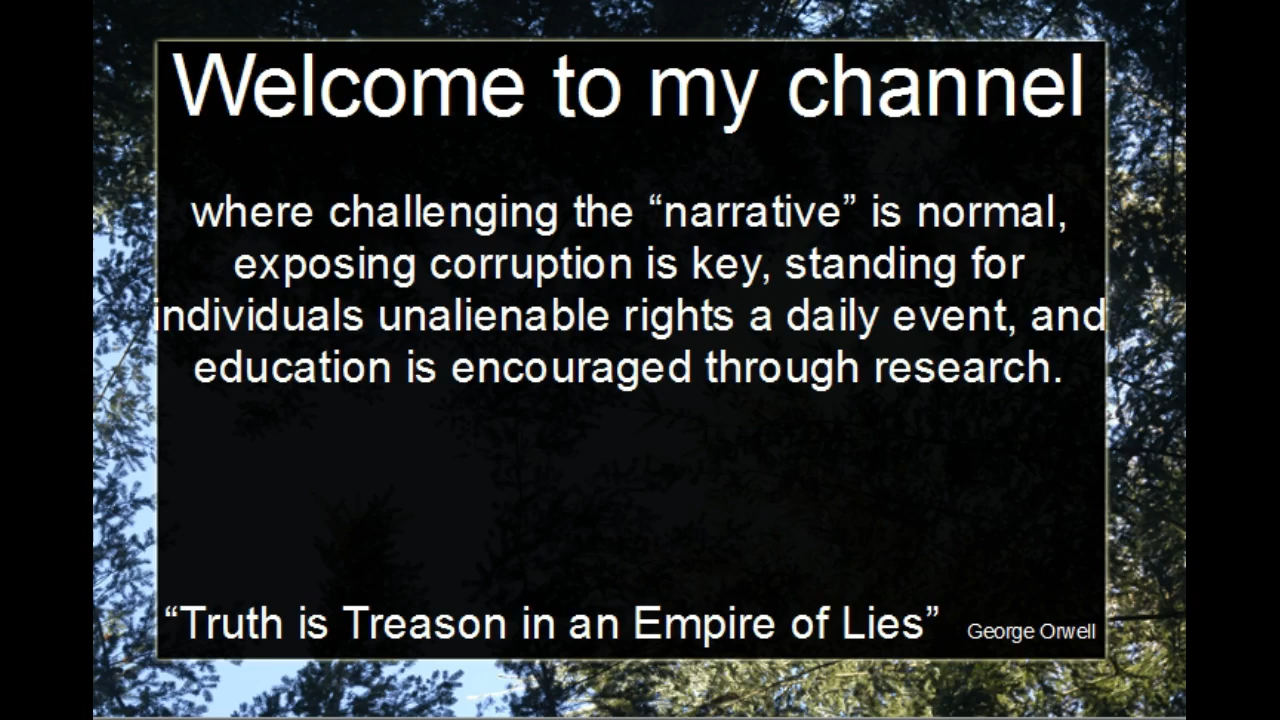 Welcome to my channel
where challenging the “narrative” is normal,
exposing corruption is key, standing for
individuals unalienable rights a daily event, and
education is encouraged through research.
“Truth is Treason in an Empire of Lies” George Orwell